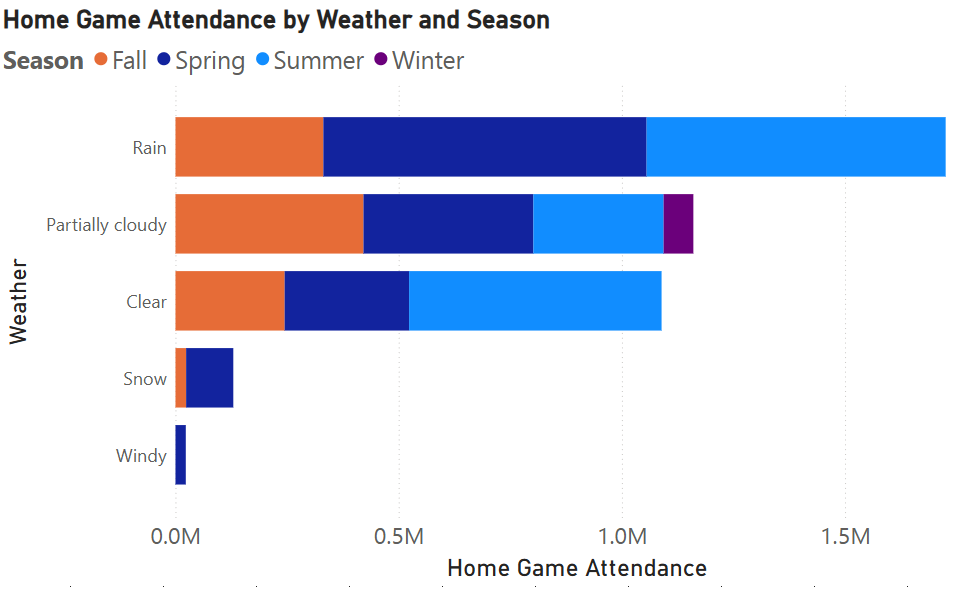 Home Game Attendance by Weather and Season
Season Fall Spring Summer Winter
Rain
Partially cloudy
Clear
Snow
Windy
Weather
0.0M 0.5M 1.0M 1.5M
Home Game Attendance